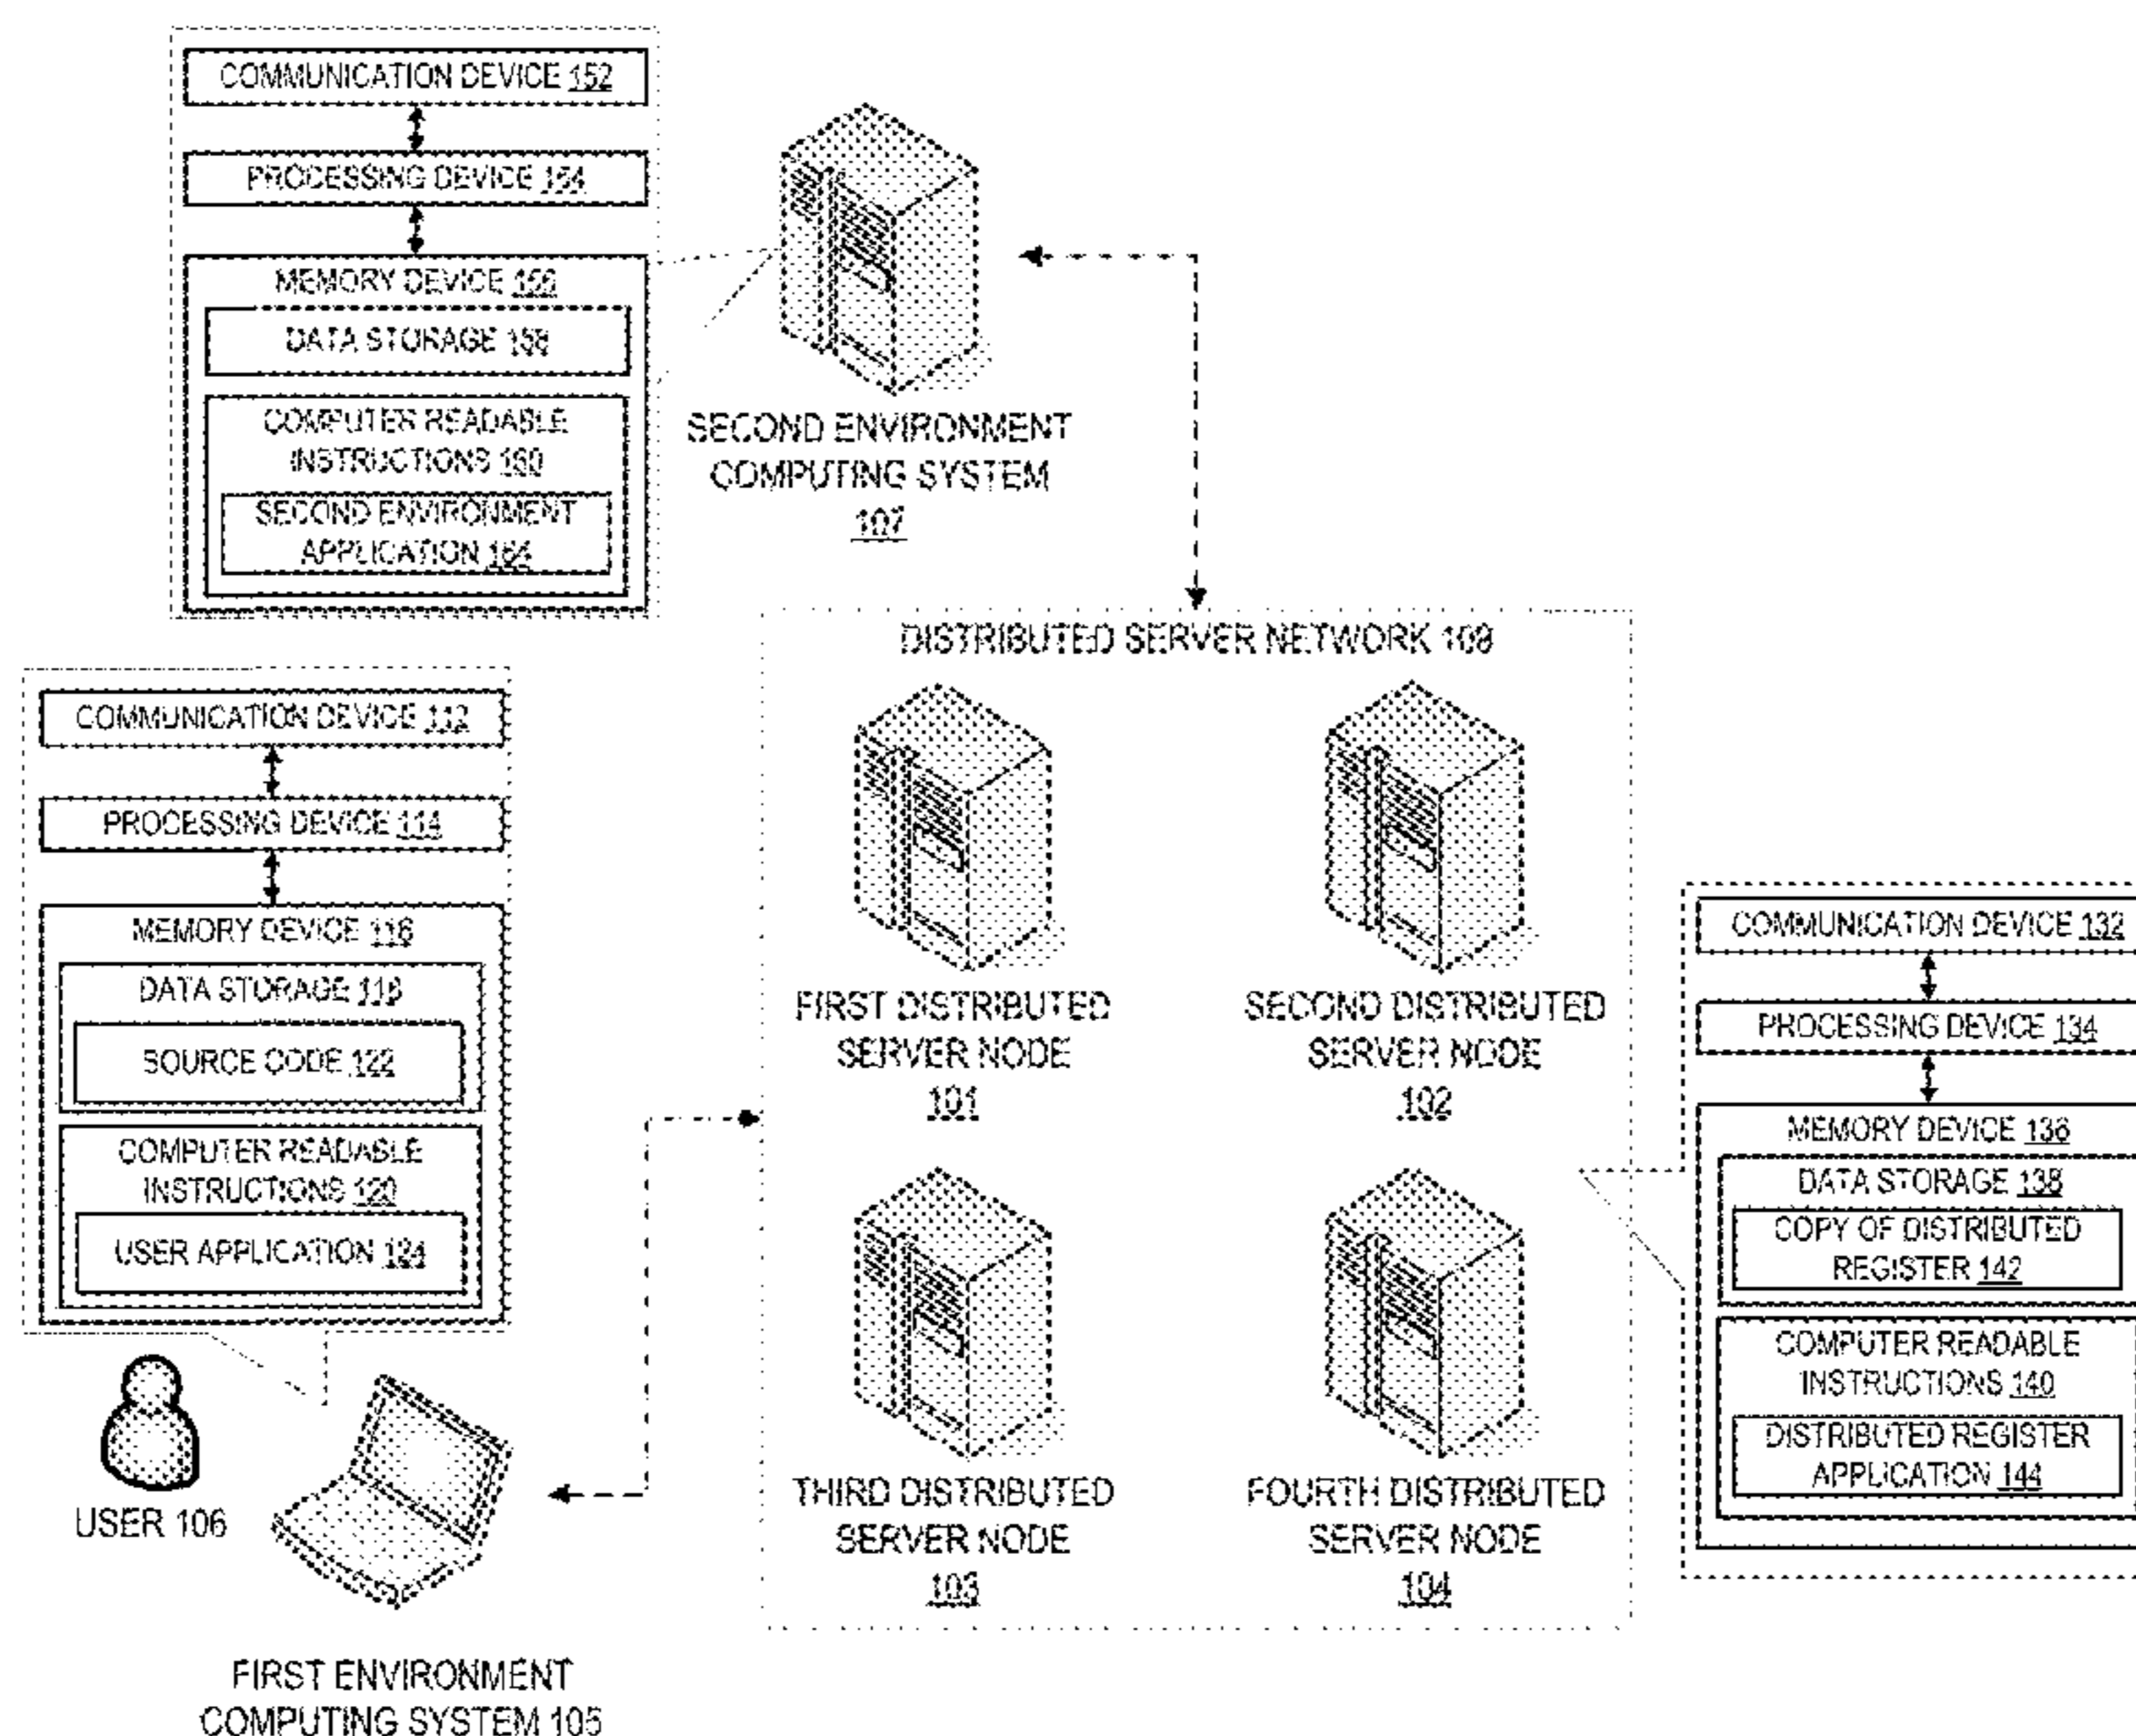 COMMUNICATION DEVICE 152
PROCESSING DEVICE 154
MEMORY DEVICE 156
DATA STORAGE 158
COMPUTER READABLE
INSTRUCTIONS 160
SECOND ENVIRONMENT
APPLICATION 164
SECOND ENVIRONMENT
COMPUTING SYSTEM
107
COMMUNICATION DEVICE 112
PROCESSING DEVICE 114
MEMORY DEVICE 116
DATA STORAGE
SOURCE CODE 122
COMPUTER READABLE
INSTRUCTIONS 120
USER APPLICATION 124
USER 106
FIRST ENVIRONMENT
COMPUTING SYSTEM 105
DISTRIBUTED SERVER NETWORK
FIRST DISTRIBUTED
SERVER NODE
101
SECOND DISTRIBUTED
SERVER NODE
102
THIRD DISTRIBUTED
SERVER NODE
103
FOURTH DISTRIBUTED
SERVER NODE
104
COMMUNICATION DEVICE 132
PROCESSING DEVICE 134
MEMORY DEVICE 136
DATA STORAGE 138
COPY OF DISTRIBUTED
REGISTER 142
COMPUTER READABLE
INSTRUCTIONS 140
DISTRIBUTED REGISTER
APPLICATION 144